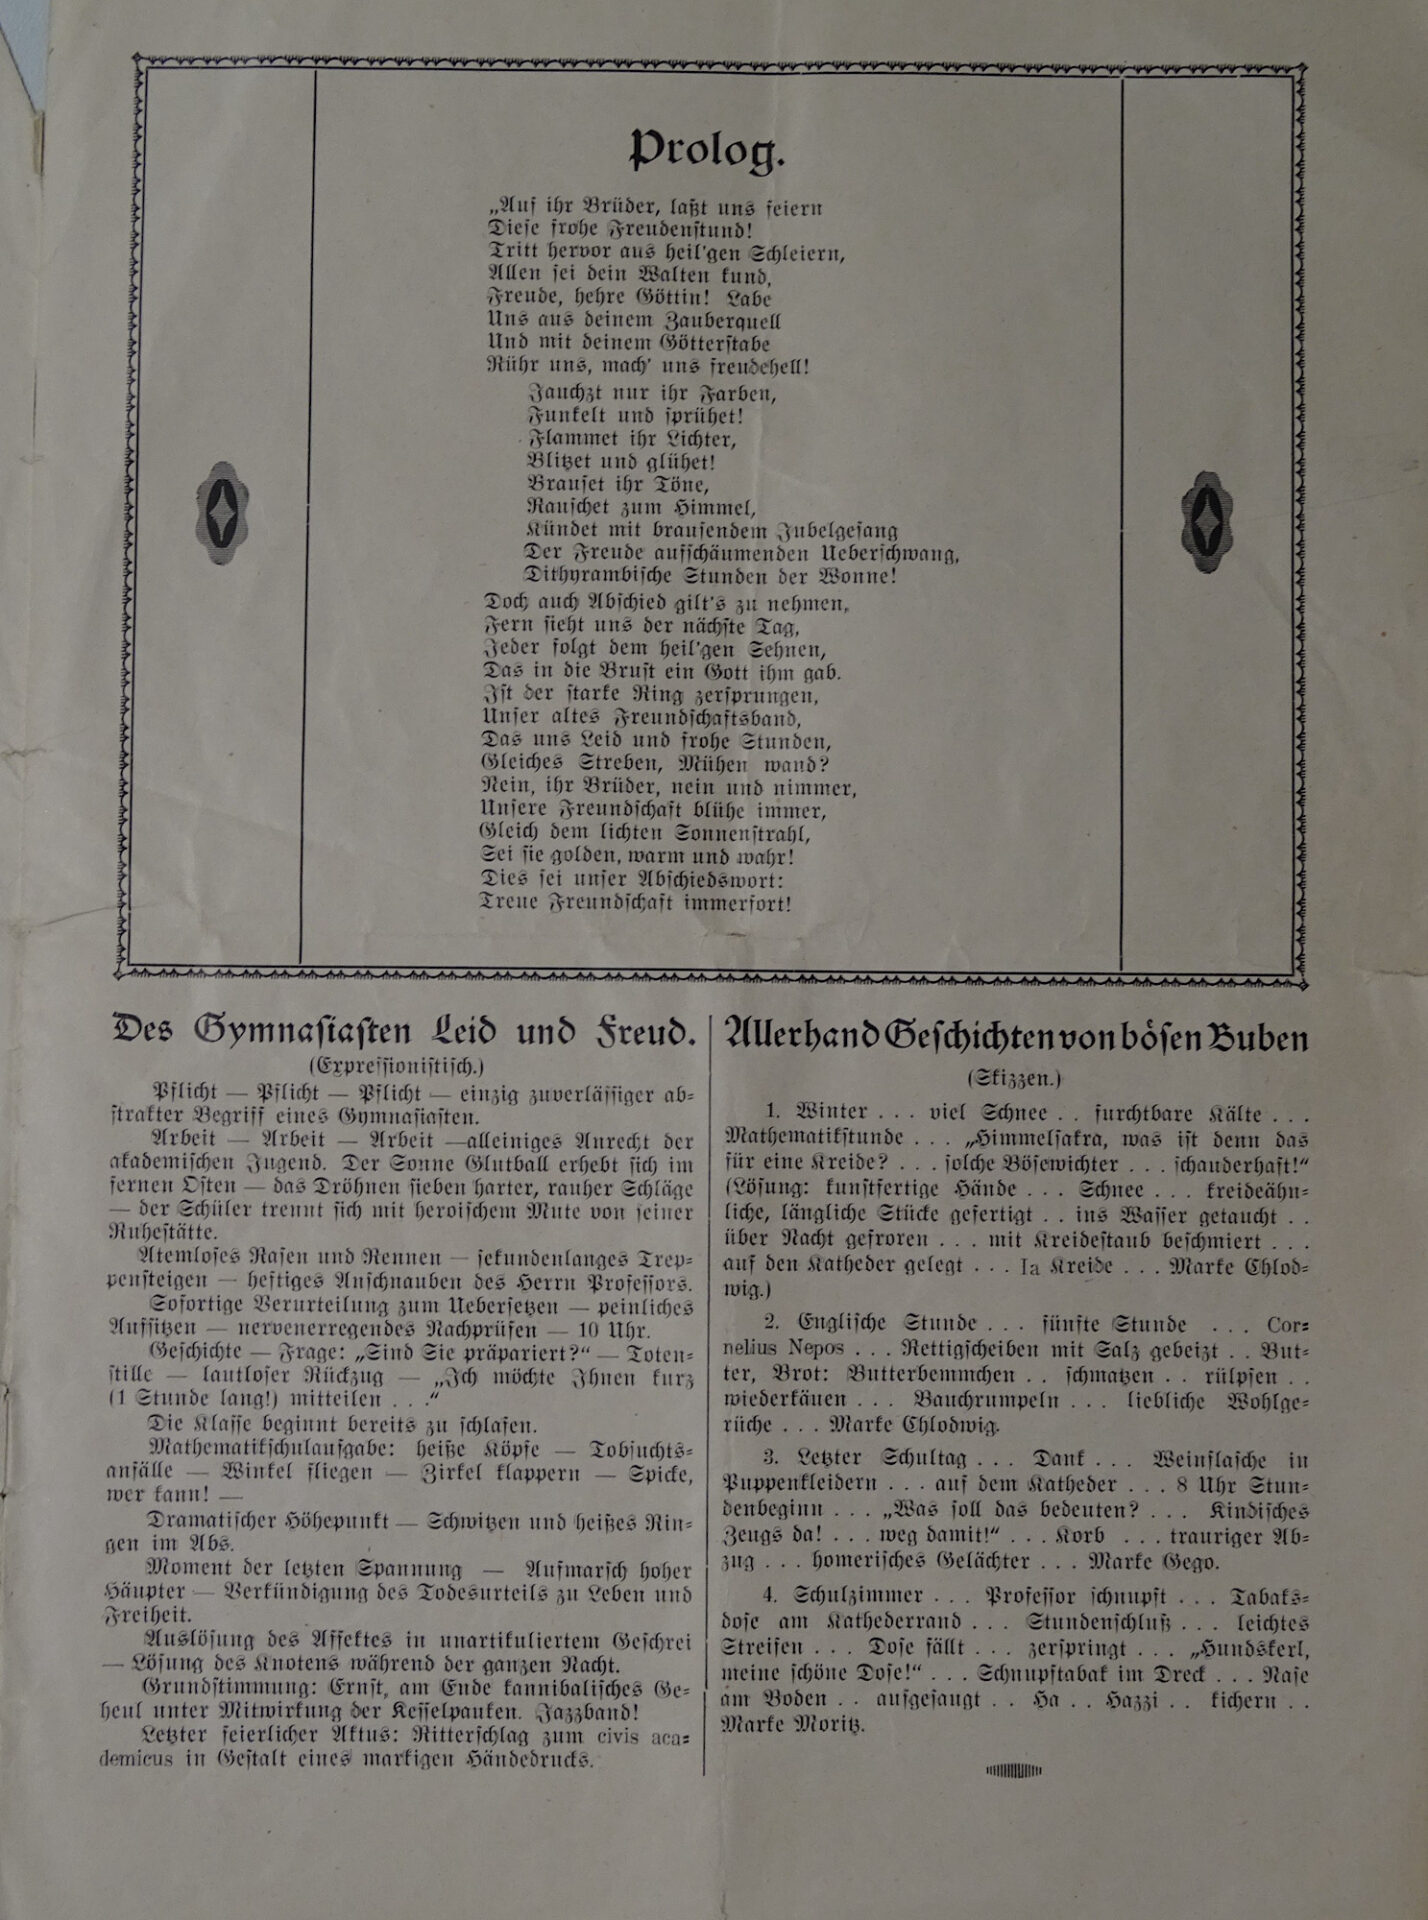 Prolog.
„Auf ihr Brüder, laßt uns feiern
Diese frohe Freudenstund!
Tritt hervor aus heil'gen Schleiern,
Allen sei dein Walten kund,
Freude, hehre Göttin! Labe
Uns aus deinem Zauberquell
Und mit deinem Götterstabe
Rühr uns, mach' uns freudehell!
Jauchzt nur ihr Farben,
Funkelt und sprühet!
Flammet ihr Lichter,
Blitzet und glühet!
Brauset ihr Töne,
Rauschet zum Himmel,
Kündet mit brausendem Jubelgesang
Der Freude aufschäumenden Ueberschwang,
Dithyrambische Stunden der Wonne!
Doch auch Abschied gilt's zu nehmen,
Fern sieht uns der nächste Tag,
Jeder folgt dem heil'gen Sehnen,
Das in die Brust ein Gott ihm gab.
Ist der starke Ring zersprungen,
Unser altes Freundschaftsband,
Das uns Leid und frohe Stunden,
Gleiches Streben, Mühen wand?
Nein, ihr Brüder, nein und nimmer,
Unsere Freundschaft blühe immer,
Gleich dem lichten Sonnenstrahl,
Sei sie golden, warm und wahr!
Dies sei unser Abschiedswort:
Treue Freundschaft immerfort!
Des Gymnasiasten Leid und Freud.
(Expressionistisch.)
Pflicht — Pflicht — Pflicht — einzig zuverlässiger ab-
strakter Begriff eines Gymnasiasten.
Arbeit — Arbeit — Arbeit —alleiniges Anrecht der
akademischen Jugend. Der Sonne Glutball erhebt sich im
fernen Osten — das Dröhnen sieben harter, rauher Schläge
— der Schüler trennt sich mit heroischem Mute von seiner
Ruhestätte.
Atemloses Rasen und Rennen — sekundenlanges Trep-
pensteigen — heftiges Anschnauben des Herrn Professors.
Sofortige Verurteilung zum Uebersetzen — peinliches
Aufsitzen — nervenerregendes Nachprüfen — 10 Uhr.
Geschichte — Frage: „Sind Sie präpariert?“ — Toten-
stille — lautloser Rückzug — „Ich möchte Ihnen kurz
(1 Stunde lang!) mitteilen . . .“
Die Klasse beginnt bereits zu schlafen.
Mathematikschulaufgabe: heiße Köpfe — Tobsuchts-
anfälle — Winkel fliegen — Zirkel klappern — Spicke,
wer kann! —
Dramatischer Höhepunkt — Schwitzen und heißes Rin-
gen im Abs.
Moment der letzten Spannung — Aufmarsch hoher
Häupter — Verkündigung des Todesurteils zu Leben und
Freiheit.
Auslösung des Affektes in unartikuliertem Geschrei
— Lösung des Knotens während der ganzen Nacht.
Grundstimmung: Ernst, am Ende kannibalisches Ge-
heul unter Mitwirkung der Kesselpauken. Jazzband!
Letzter feierlicher Aktus: Ritterschlag zum civis aca-
demicus in Gestalt eines markigen Händedrucks.
Allerhand Geschichten von bösen Buben
(Skizzen.)
1. Winter . . . viel Schnee . . furchtbare Kälte . . .
Mathematikstunde . . . „Himmelsakra, was ist denn das
für eine Kreide? . . . solche Bösewichter . . . schauderhaft!“
(Lösung: kunstfertige Hände . . . Schnee . . . kreideähn-
liche, längliche Stücke gefertigt . . ins Wasser getaucht . .
über Nacht gefroren . . . mit Kreidestaub beschmiert . . .
auf den Katheder gelegt . . . Ia Kreide . . . Marke Chlod-
wig.)
2. Englische Stunde . . . fünfte Stunde . . . Cor-
nelius Nepos . . . Rettigscheiben mit Salz gebeizt . . But-
ter, Brot: Butterbemmchen . . schmatzen . . rülpsen . .
wiederkäuen . . . Bauchrumpeln . . . liebliche Wohlge-
rüche . . . Marke Chlodwig.
3. Letzter Schultag . . . Dank . . . Weinflasche in
Puppenkleidern . . . auf dem Katheder . . . 8 Uhr Stun-
denbeginn . . . „Was soll das bedeuten? . . . Kindisches
Zeugs da! . . . weg damit!“ . . . Korb . . . trauriger Ab-
zug . . . homerisches Gelächter . . . Marke Gego.
4. Schulzimmer . . . Professor schnupft . . . Tabaks-
dose am Kathederrand . . . Stundenschluß . . . leichtes
Streifen . . . Dose fällt . . . zerspringt . . . „Hundskerl,
meine schöne Dose!“ . . . Schnupftabak im Dreck . . . Nase
am Boden . . aufgesaugt . . Ha . . Hazzi . . kichern . .
Marke Moritz.